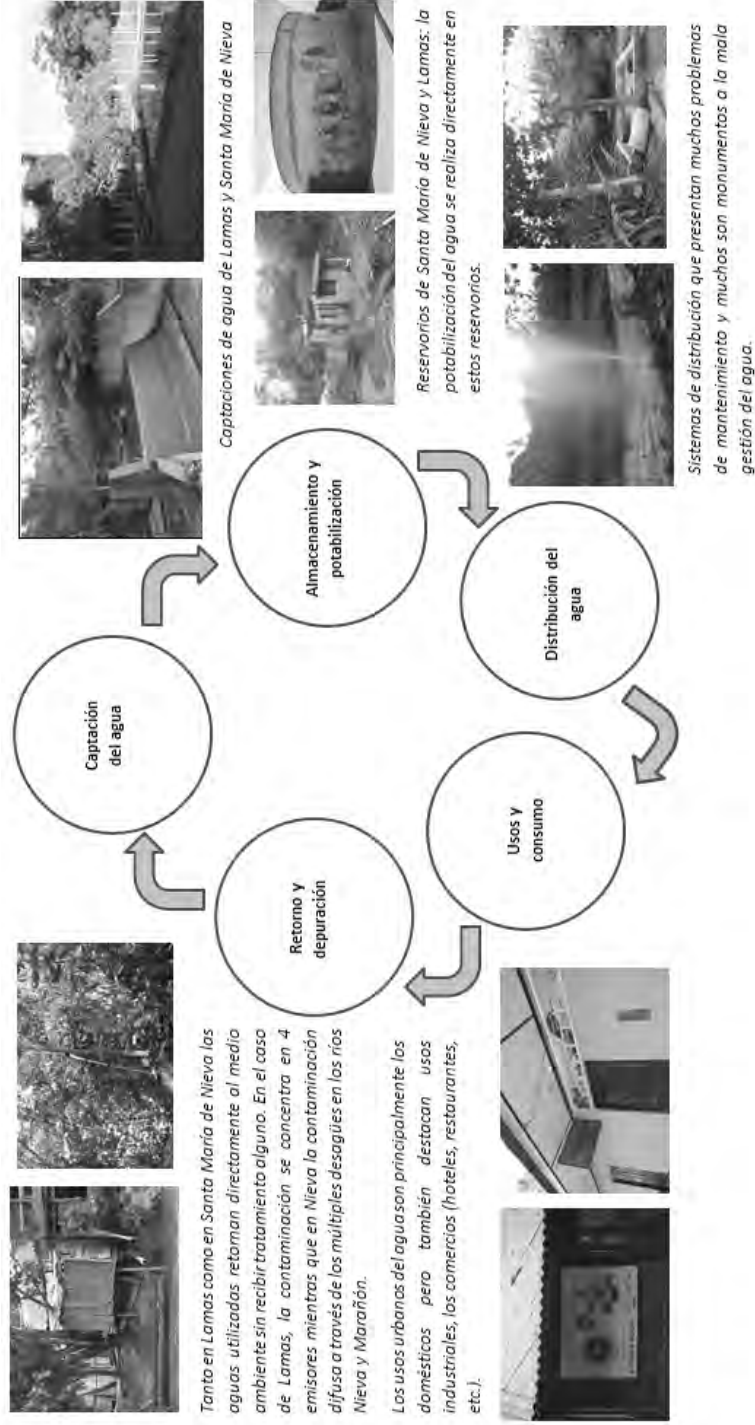 Captaciones de agua de Lamas y Santa María de Nieva
Reservorios de Santa María de Nieva y Lamas: la
potabilización del agua se realiza directamente en
estos reservorios.
Sistemas de distribución que presentan muchos problemas
de mantenimiento y muchos son monumentos a la mala
gestión del agua.
Captación
del agua
Almacenamiento y
potabilización
Distribución del
agua
Usos y
consumo
Retorno y
depuración
Tanto en Lamas como en Santa María de Nieva las
aguas utilizadas retornan directamente al medio
ambiente sin recibir tratamiento alguno. En el caso
de Lamas, la contaminación se concentra en 4
emisores mientras que en Nieva la contaminación
difusa a través de los múltiples desagües en los ríos
Nieva y Marañón.
Los usos urbanos del agua son principalmente los
domésticos pero también destacan usos
industriales, los comercios (hoteles, restaurantes,
etc.).